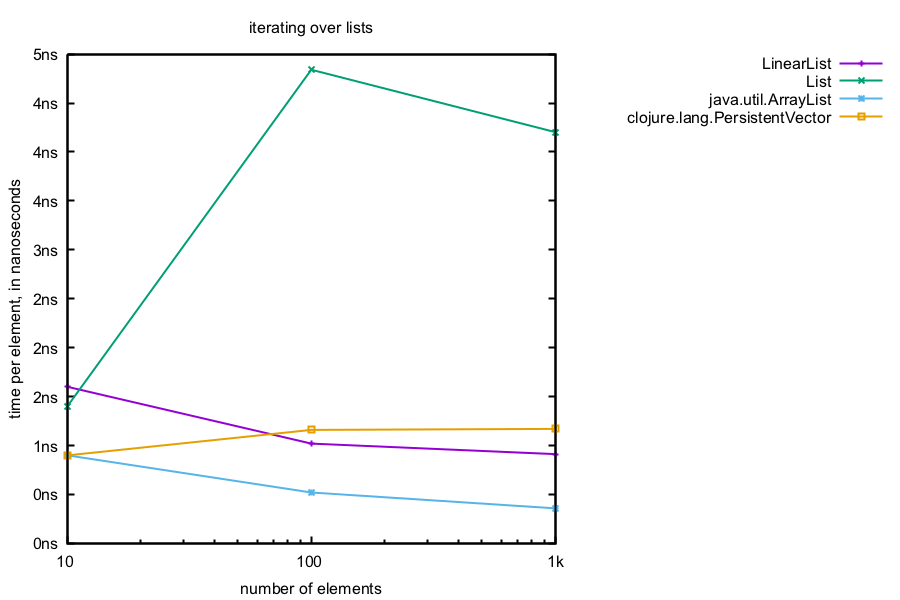 iterating over lists
LinearList
List
java.util.ArrayList
clojure.lang.PersistentVector
time per element, in nanoseconds
5ns
4ns
4ns
4ns
3ns
2ns
2ns
2ns
1ns
0ns
0ns
10
100
1k
number of elements